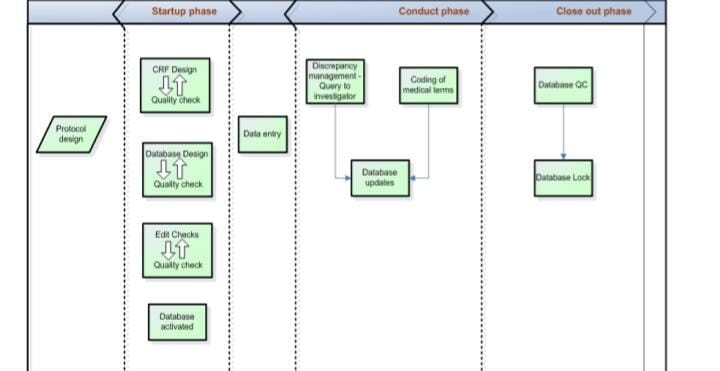 Startup phase
Conduct phase
Close out phase
Protocol
design
CRF Design
Quality check
Database Design
Quality check
Edit Checks
Quality check
Database
activated
Data entry
Discrepancy
management -
Query to
investigator
Coding of
medical terms
Database
updates
Database QC
Database Lock